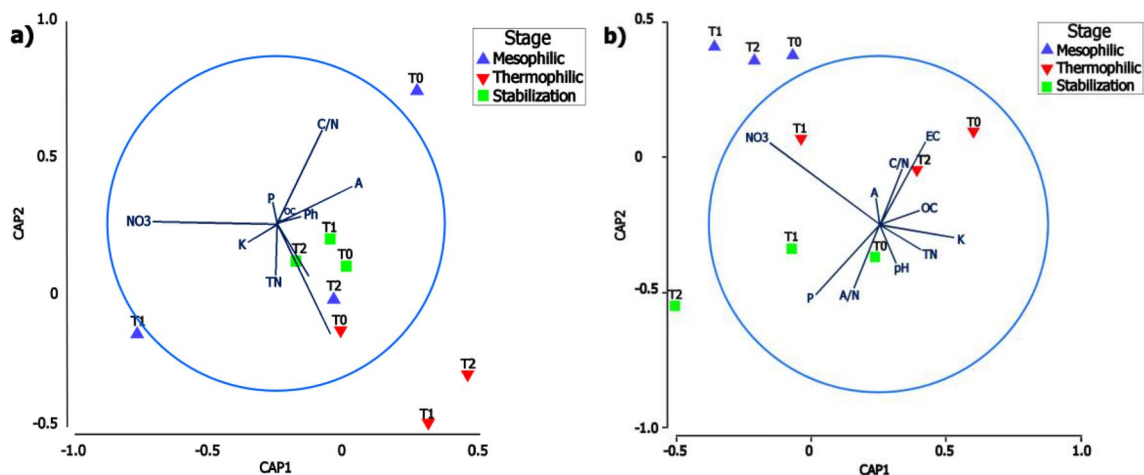 a)
1.0
0.5
0
-0.5
-1.0
-0.5
0
0.5
CAP2
CAP1
Stage
Mesophilic
Thermophilic
Stabilization
T0
C/N
A
P
OC
Ph
NO3
K
T1
T2
T0
TN
T2
T0
T1
T2
T1
b)
0.5
0
-0.5
-1.0
-0.5
0
0.5
1.0
CAP2
CAP1
Stage
Mesophilic
Thermophilic
Stabilization
T1
T2
T0
T1
T0
NO3
EC
C/N
T2
A
OC
K
T1
T0
TN
pH
P
A/N
T2